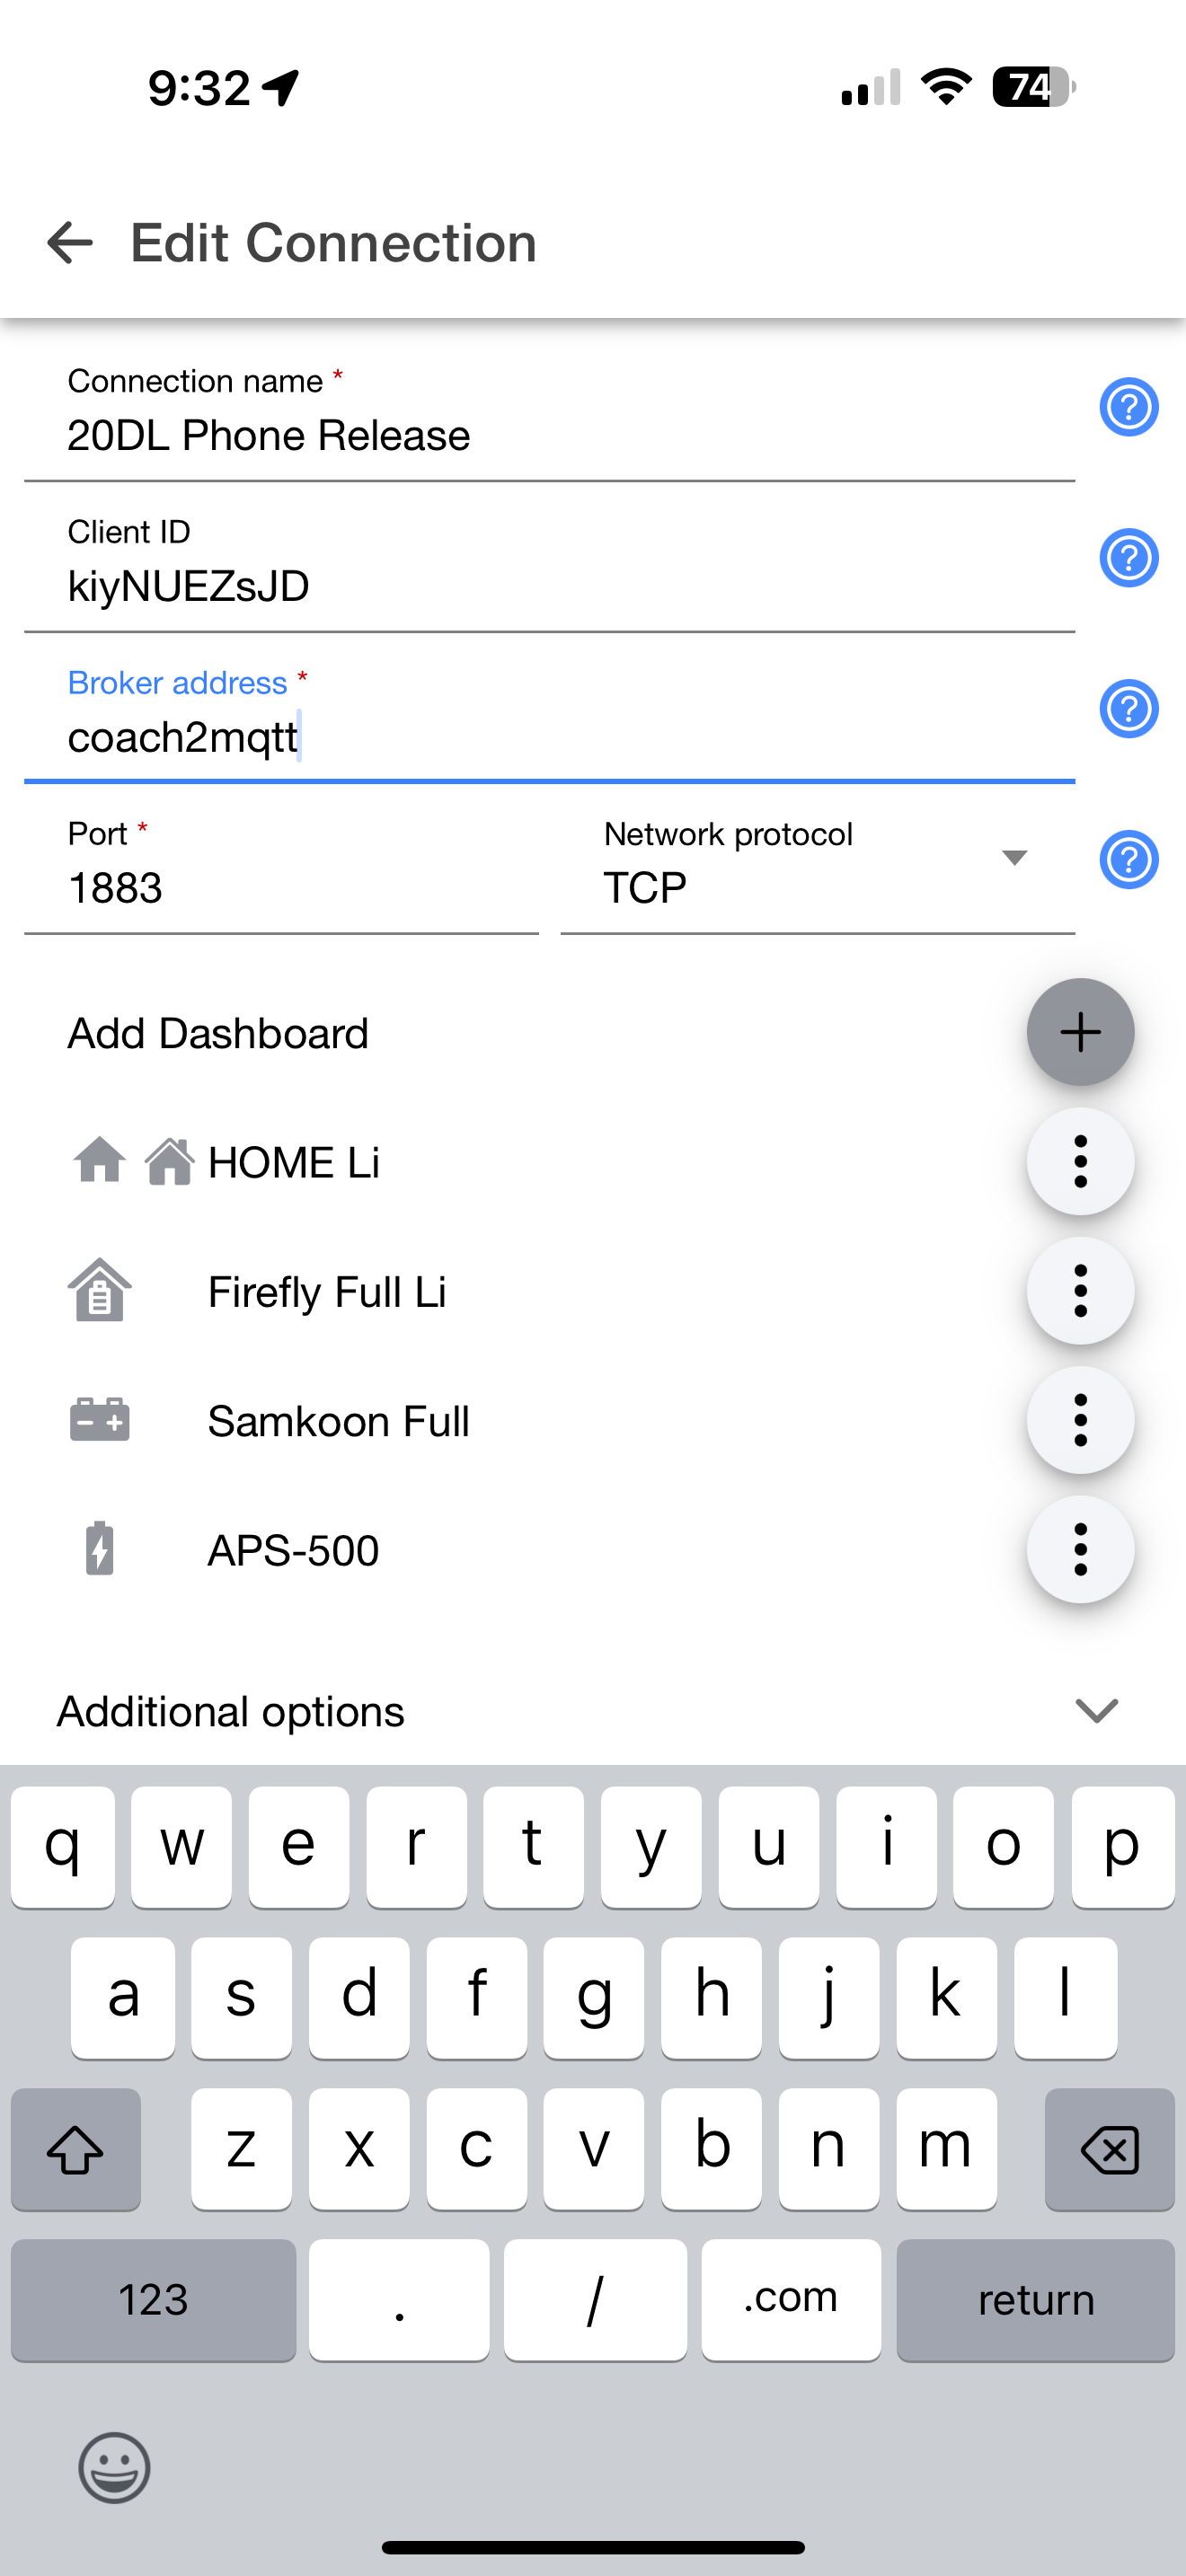 9:32
74
Edit Connection
Connection name *
20DL Phone Release
Client ID
kiyNUEZsJD
Broker address *
coach2mqtt
Port * Network protocol
1883 TCP
Add Dashboard
HOME Li
Firefly Full Li
Samkoon Full
APS-500
Additional options
q w e r t y u i o p
a s d f g h j k l
z x c v b n m
123 . / .com return